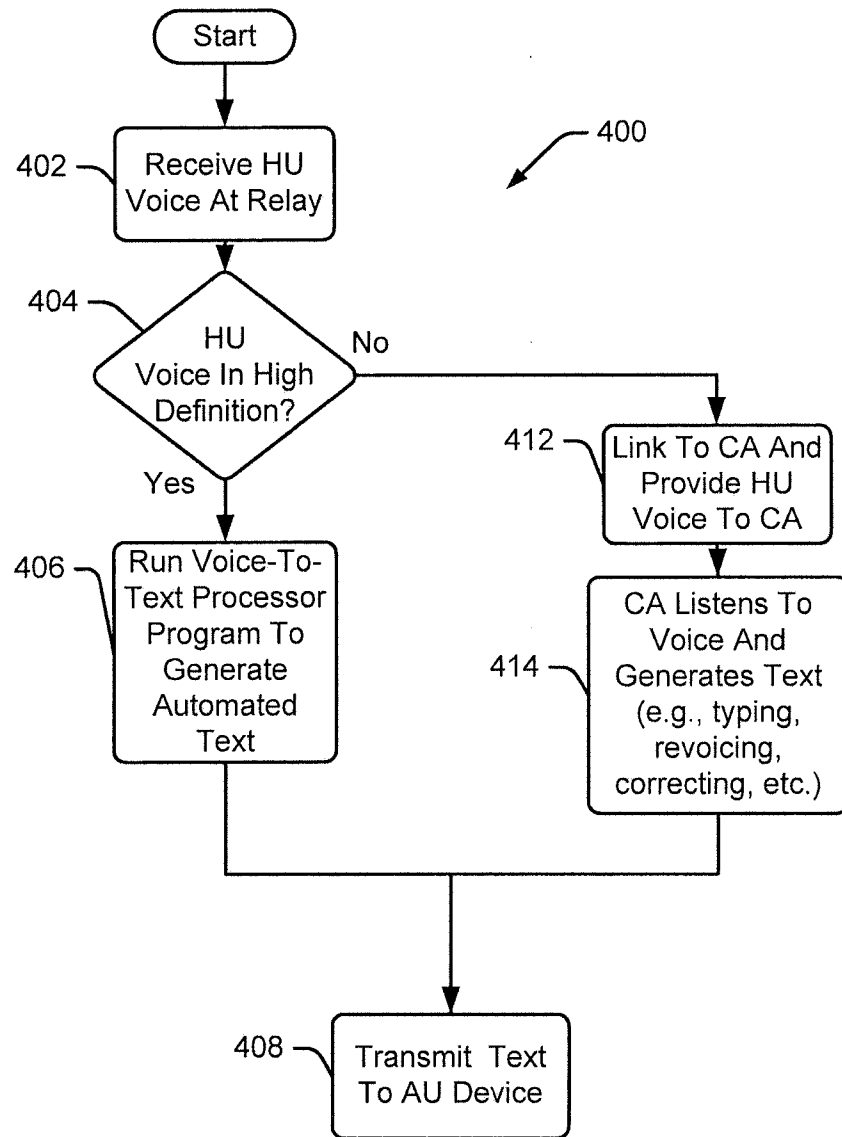 Start
400
402
Receive HU
Voice At Relay
404
HU
Voice In High
Definition?
No
Yes
412
Link To CA And
Provide HU
Voice To CA
406
Run Voice-To-
Text Processor
Program To
Generate
Automated
Text
414
CA Listens To
Voice And
Generates Text
(e.g., typing,
revoicing,
correcting, etc.)
408
Transmit Text
To AU Device